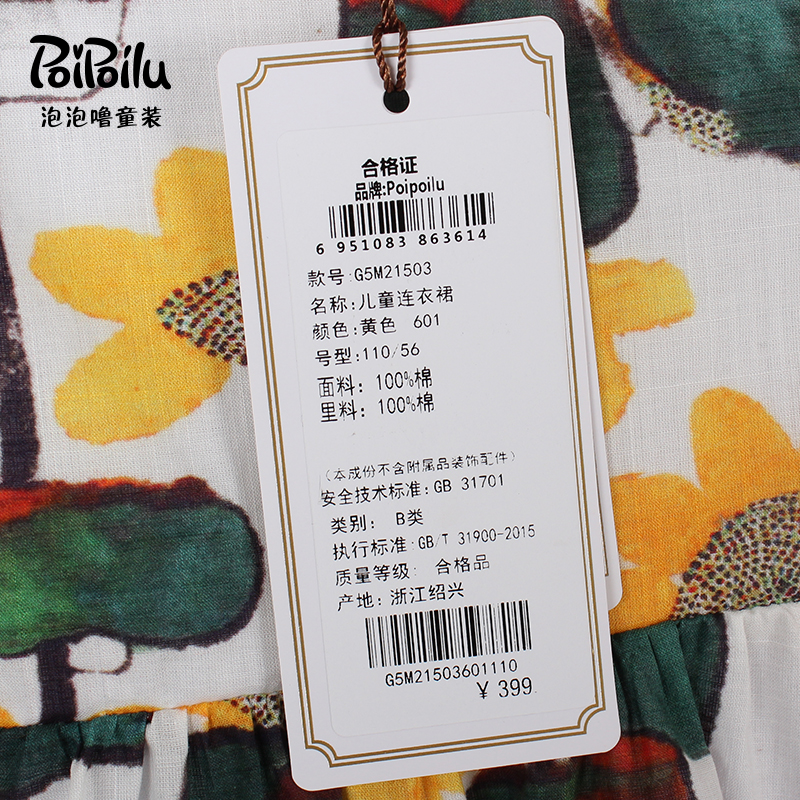 PoiPoilu
泡泡噜童装
合格证
品牌:Poipoilu
6 951083 863614
款号:G5M21503
名称:儿童连衣裙
颜色:黄色 601
号型:110/56
面料: 100%棉
里料: 100%棉
(本成份不含附属品装饰配件)
安全技术标准:GB 31701
类别: B类
执行标准:GB/T 31900-2015
质量等级: 合格品
产地: 浙江绍兴
G5M21503601110
¥ 399